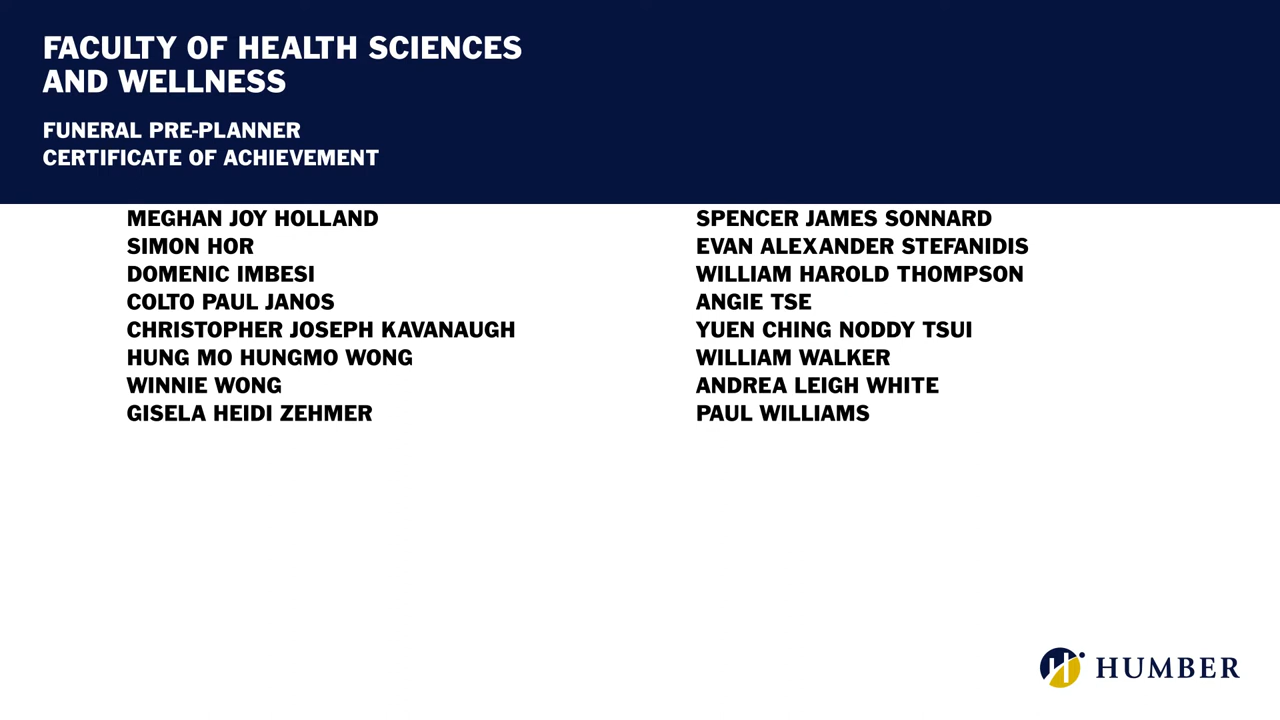 FACULTY OF HEALTH SCIENCES
AND WELLNESS
FUNERAL PRE-PLANNER
CERTIFICATE OF ACHIEVEMENT
MEGHAN JOY HOLLAND
SIMON HOR
DOMENIC IMBESI
COLTO PAUL JANOS
CHRISTOPHER JOSEPH KAVANAUGH
HUNG MO HUNGMO WONG
WINNIE WONG
GISELA HEIDI ZEHMER
SPENCER JAMES SONNARD
EVAN ALEXANDER STEFANIDIS
WILLIAM HAROLD THOMPSON
ANGIE TSE
YUEN CHING NODDY TSUI
WILLIAM WALKER
ANDREA LEIGH WHITE
PAUL WILLIAMS
HUMBER